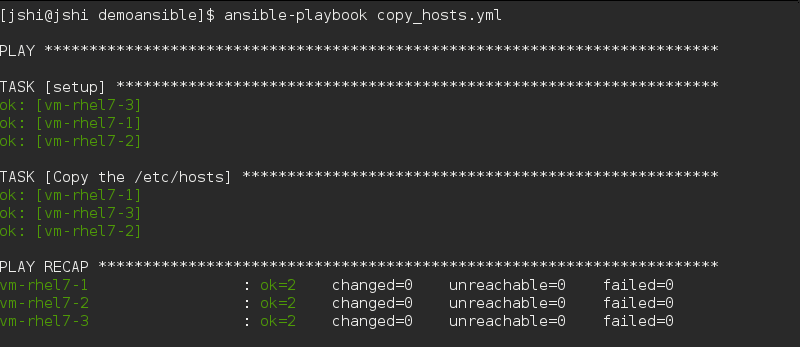 [jshi@jshi demoansible]$ ansible-playbook copy_hosts.yml
PLAY ***************************************************************************
TASK [setup] *******************************************************************
ok: [vm-rhel7-3]
ok: [vm-rhel7-1]
ok: [vm-rhel7-2]
TASK [Copy the /etc/hosts] *****************************************************
ok: [vm-rhel7-1]
ok: [vm-rhel7-3]
ok: [vm-rhel7-2]
PLAY RECAP *********************************************************************
vm-rhel7-1                 : ok=2    changed=0    unreachable=0    failed=0
vm-rhel7-2                 : ok=2    changed=0    unreachable=0    failed=0
vm-rhel7-3                 : ok=2    changed=0    unreachable=0    failed=0